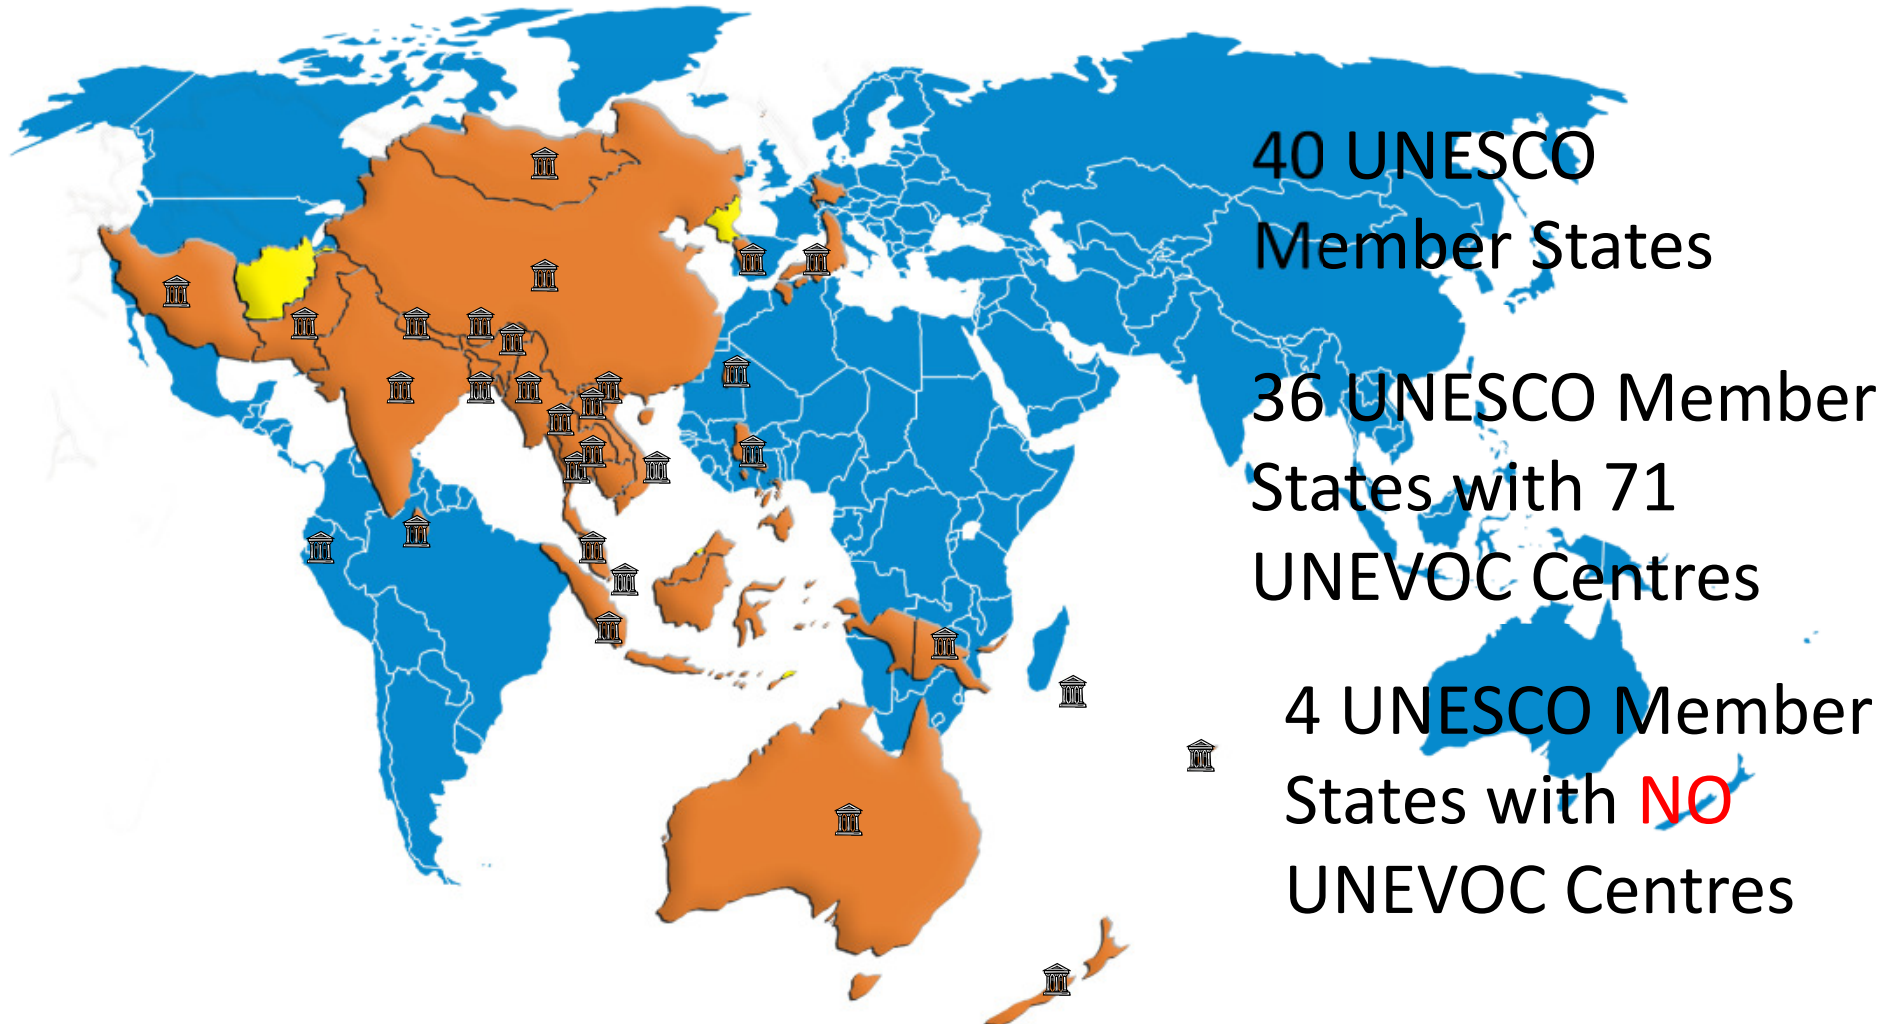 40 UNESCO
Member States
36 UNESCO Member
States with 71
UNEVOC Centres
4 UNESCO Member
States with NO
UNEVOC Centres